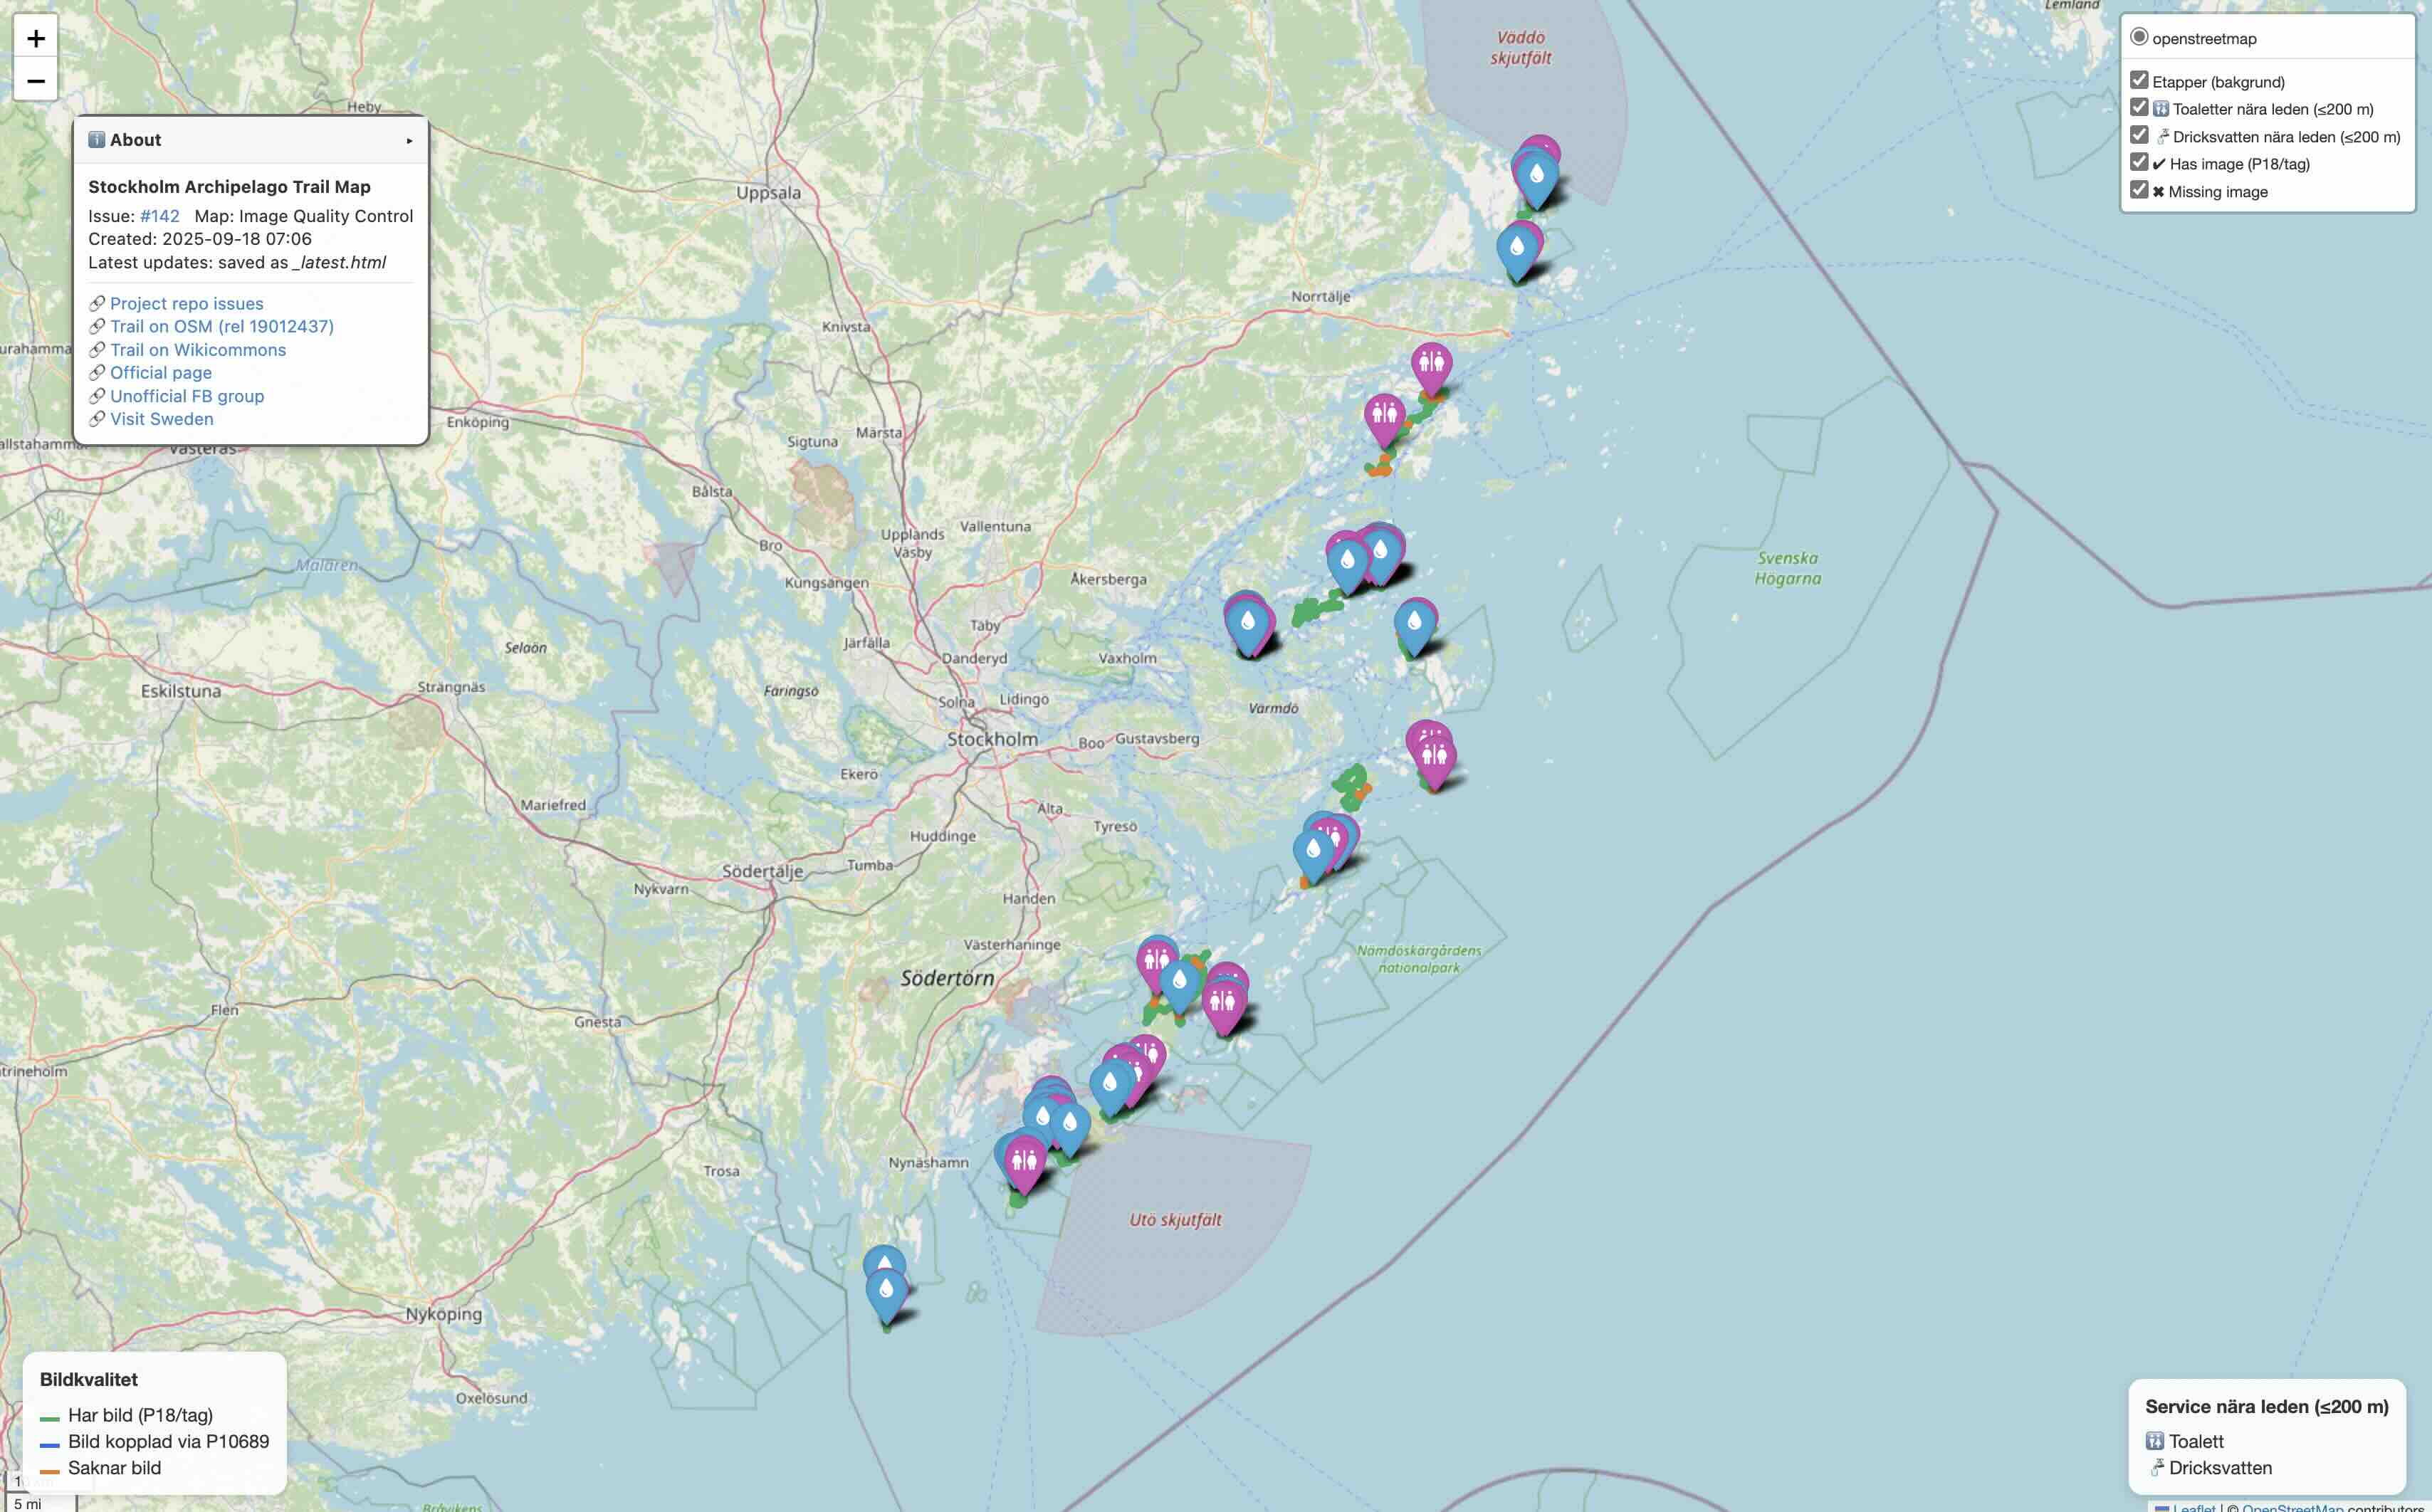 +
−
About
Stockholm Archipelago Trail Map
Issue: #142 Map: Image Quality Control
Created: 2025-09-18 07:06
Latest updates: saved as _latest.html
Project repo issues
Trail on OSM (rel 19012437)
Trail on Wikicommons
Official page
Unofficial FB group
Visit Sweden
openstreetmap
Etapper (bakgrund)
Toaletter nära leden (≤200 m)
Dricksvatten nära leden (≤200 m)
✔ Has image (P18/tag)
✖ Missing image
Lemland
Väddö
skjutfält
Heby
Uppsala
Norrtälje
Knivsta
urahamma
Enköping
Sigtuna
Märsta
allstahamm
Västerås
Bålsta
Upplands
Väsby
Vallentuna
Bro
Mälaren
Kungsängen
Åkersberga
Svenska
Högarna
Täby
Selaön
Järfälla
Danderyd
Vaxholm
Eskilstuna
Strängnäs
Färingsö
Solna
Lidingö
Värmdö
Stockholm
Boo
Gustavsberg
Ekerö
Mariefred
Älta
Tyresö
Huddinge
Södertälje
Tumba
Nykvarn
Handen
Västerhaninge
Nämdöskärgårdens
nationalpark
Södertörn
Flen
Gnesta
trineholm
Trosa
Nynäshamn
Utö skjutfält
Nyköping
Oxelösund
Bråvikens
Bildkvalitet
Har bild (P18/tag)
Bild kopplad via P10689
Saknar bild
5 mi
Service nära leden (≤200 m)
Toalett
Dricksvatten
Leaflet | © OpenStreetMap contributors